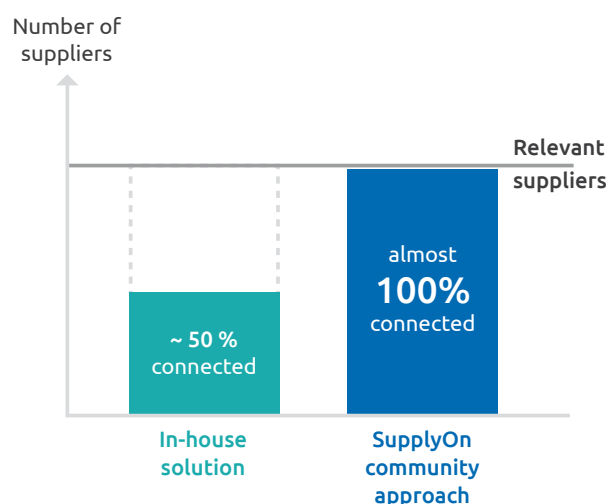 Number of
suppliers
Relevant
suppliers
almost
100%
connected
~ 50 %
connected
In-house
solution
SupplyOn
community
approach